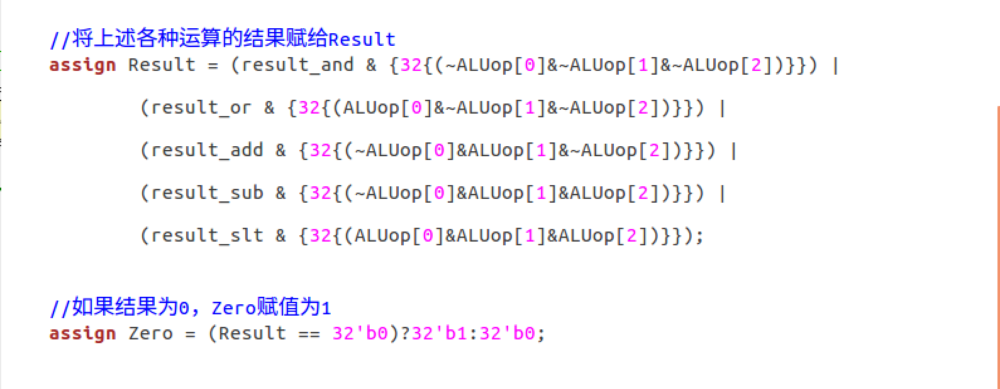 //将上述各种运算的结果赋给Result
assign Result = (result_and & {32{(~ALUop[0]&~ALUop[1]&~ALUop[2])}}) |
(result_or & {32{(ALUop[0]&~ALUop[1]&~ALUop[2])}}) |
(result_add & {32{(~ALUop[0]&ALUop[1]&~ALUop[2])}}) |
(result_sub & {32{(~ALUop[0]&ALUop[1]&ALUop[2])}}) |
(result_slt & {32{(ALUop[0]&ALUop[1]&ALUop[2])}});
//如果结果为0，Zero赋值为1
assign Zero = (Result == 32'b0)?32'b1:32'b0;